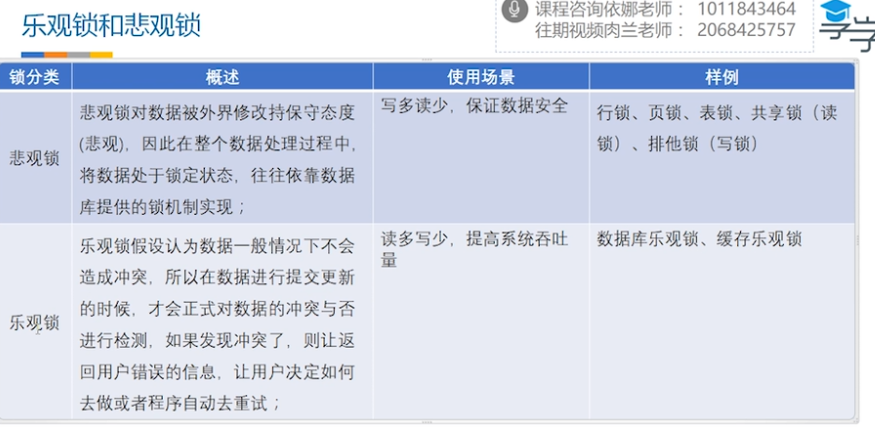 乐观锁和悲观锁
课程咨询依娜老师： 1011843464
往期视频肉兰老师： 2068425757
锁分类
概述
使用场景
样例
悲观锁
悲观锁对数据被外界修改持保守态度
(悲观)，因此在整个数据处理过程中，
将数据处于锁定状态，往往依靠数据
库提供的锁机制实现；
写多读少，保证数据安全
行锁、页锁、表锁、共享锁（读
锁）、排他锁（写锁）
乐观锁
乐观锁假设认为数据一般情况下不会
造成冲突，所以在数据进行提交更新
的时候，才会正式对数据的冲突与否
进行检测，如果发现冲突了，则让返
回用户错误的信息，让用户决定如何
去做或者程序自动去重试；
读多写少，提高系统吞吐
量
数据库乐观锁、缓存乐观锁